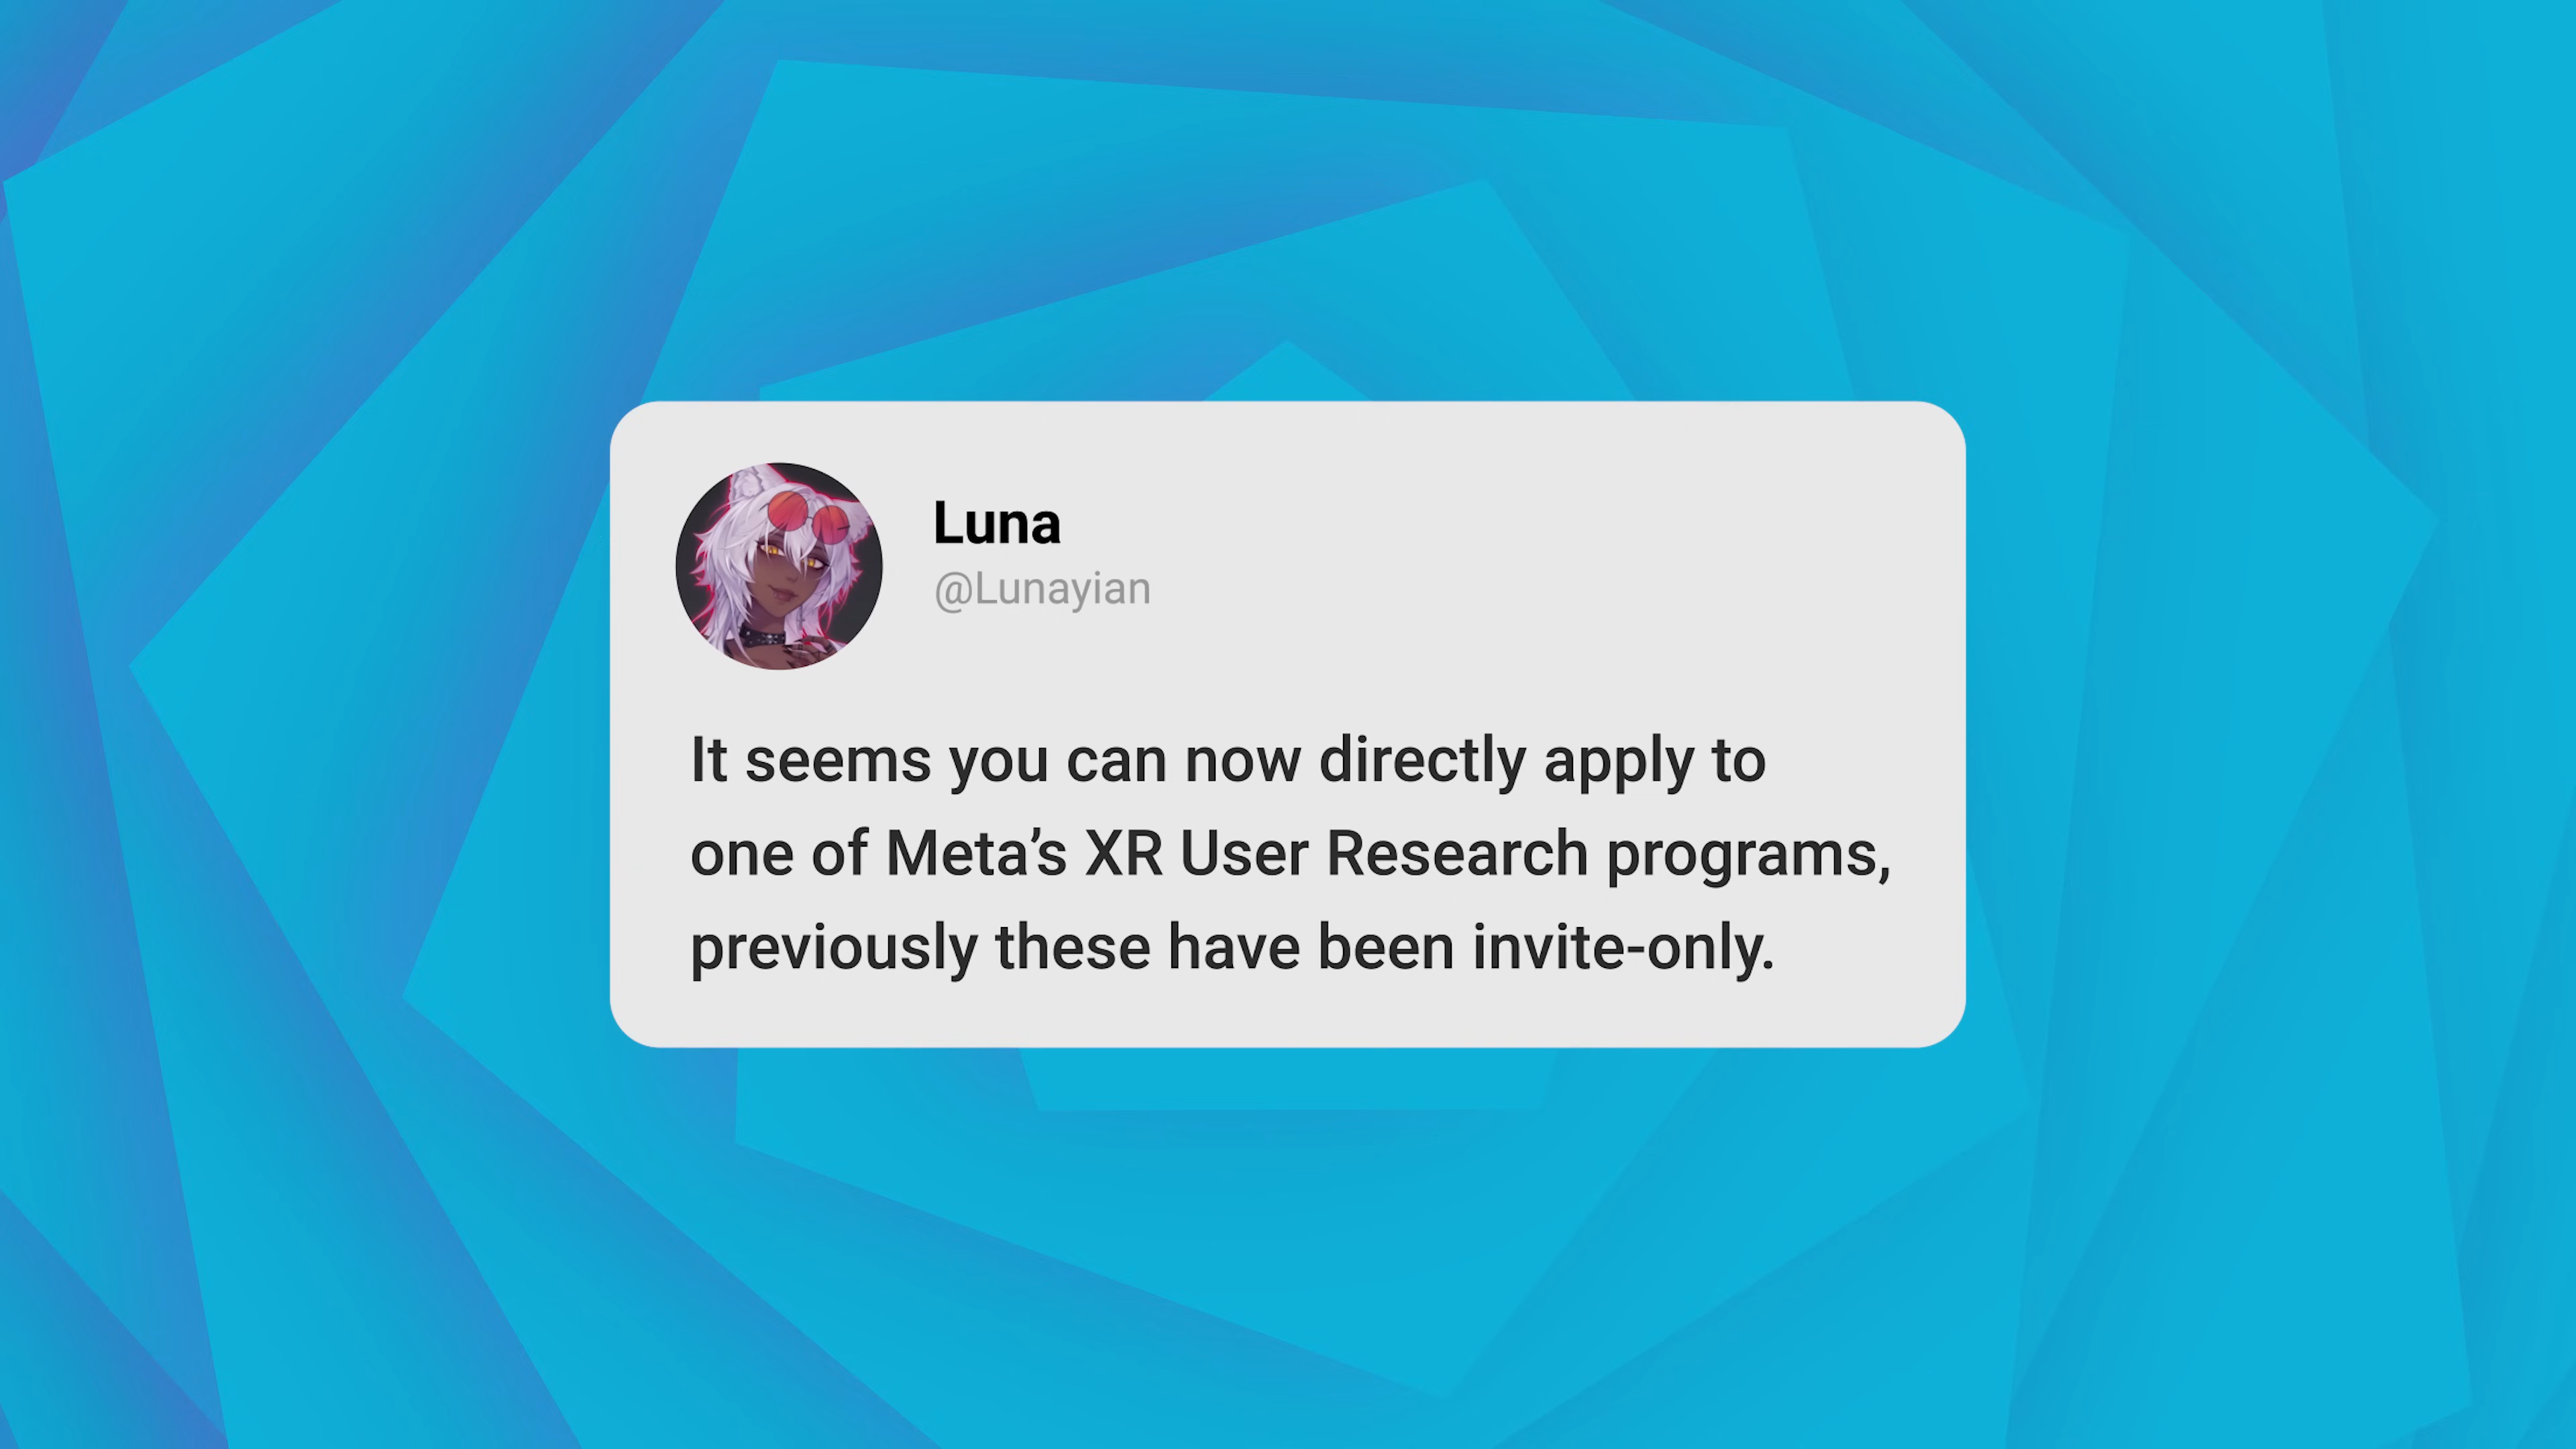 Luna
@Lunayian
It seems you can now directly apply to
one of Meta’s XR User Research programs,
previously these have been invite-only.